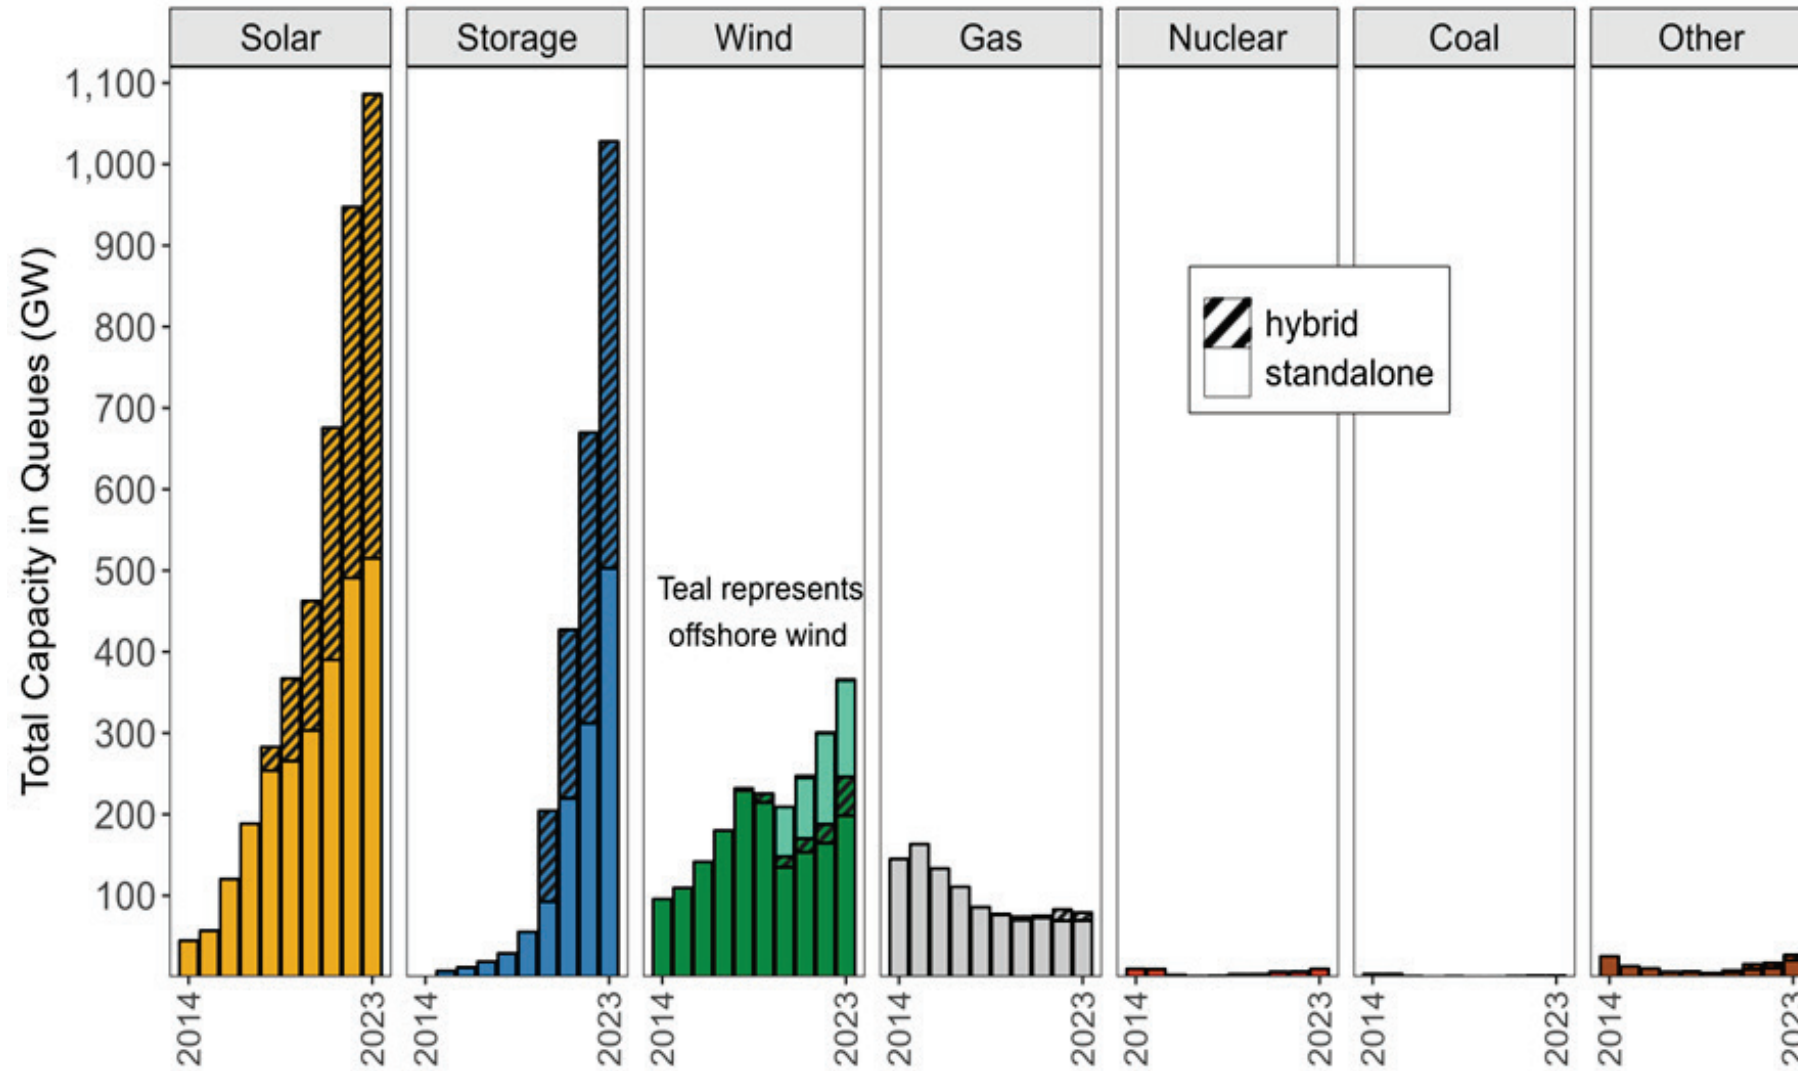 Solar Storage Wind Gas Nuclear Coal Other
Total Capacity in Queues (GW)
1,100
1,000
900
800
700
600
500
400
300
200
100
hybrid
standalone
Teal represents
offshore wind
2014 2023 2014 2023 2014 2023 2014 2023 2014 2023 2014 2023 2014 2023